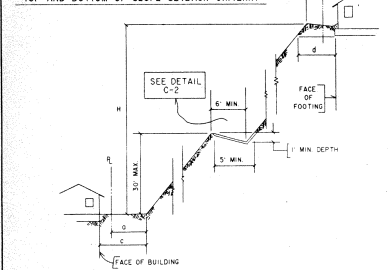 TOP AND BOTTOM OF SLOPE SETBACK CRITERIA
d
SEE DETAIL
C-2
FACE
OF
FOOTING
H
6' MIN.
1' MIN. DEPTH
5' MIN.
30' MAX.
a
c
FACE OF BUILDING